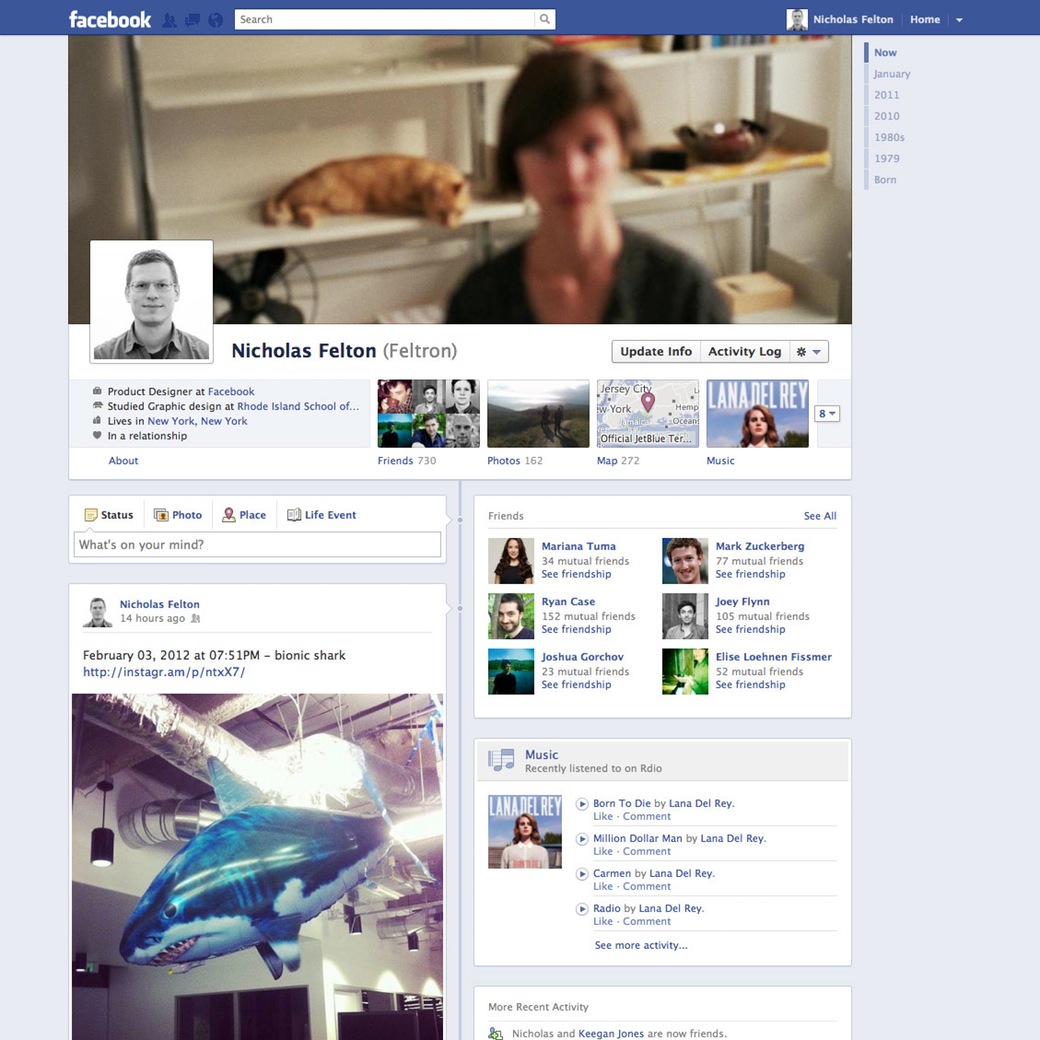 facebook
Search
Nicholas Felton
Home
Now
January
2011
2010
1980s
1979
Born
Nicholas Felton (Feltron)
Update Info
Activity Log
Product Designer at Facebook
Studied Graphic design at Rhode Island School of...
Lives in New York, New York
In a relationship
About
Friends 730
Photos 162
Jersey City
ew York
Hemp
Oceans
Official JetBlue Ter...
Map 272
LANA DEL REY
Music
8
Status
Photo
Place
Life Event
What's on your mind?
Nicholas Felton
14 hours ago
February 03, 2012 at 07:51PM – bionic shark
http://instagr.am/p/ntxX7/
Friends
See All
Mariana Tuma
34 mutual friends
See friendship
Mark Zuckerberg
77 mutual friends
See friendship
Ryan Case
152 mutual friends
See friendship
Joey Flynn
105 mutual friends
See friendship
Joshua Gorchov
23 mutual friends
See friendship
Elise Loehnen Fissmer
52 mutual friends
See friendship
Music
Recently listened to on Rdio
LANA DEL REY
BORN TO DIE
Born To Die by Lana Del Rey.
Like · Comment
Million Dollar Man by Lana Del Rey.
Like · Comment
Carmen by Lana Del Rey.
Like · Comment
Radio by Lana Del Rey.
Like · Comment
See more activity...
More Recent Activity
Nicholas and Keegan Jones are now friends.